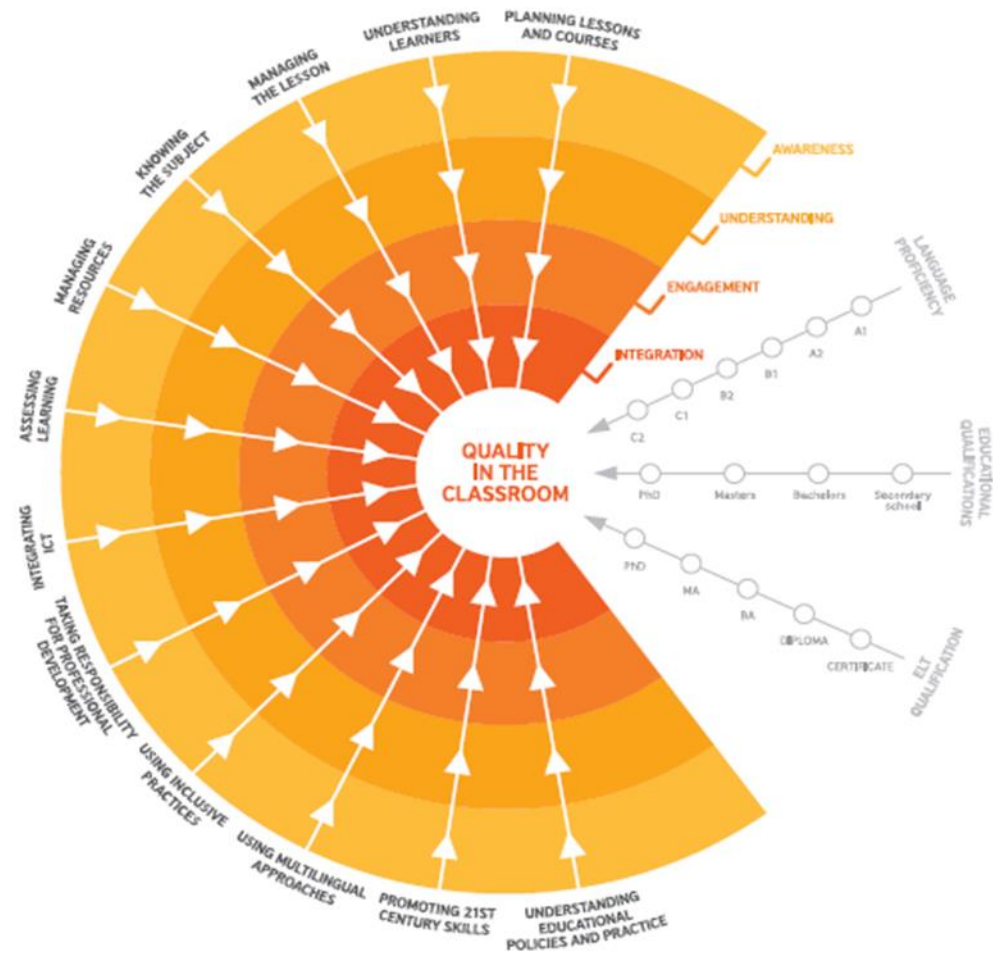 PLANNING LESSONS
AND COURSES
UNDERSTANDING
LEARNERS
MANAGING
THE LESSON
KNOWING
THE SUBJECT
MANAGING
RESOURCES
ASSESSING
LEARNING
INTEGRATING
ICT
TAKING RESPONSIBILITY
FOR PROFESSIONAL
DEVELOPMENT
USING INCLUSIVE
PRACTICES
USING MULTILINGUAL
APPROACHES
PROMOTING 21ST
CENTURY SKILLS
UNDERSTANDING
EDUCATIONAL
POLICIES AND PRACTICE
AWARENESS
UNDERSTANDING
ENGAGEMENT
INTEGRATION
QUALITY
IN THE
CLASSROOM
LANGUAGE
PROFICIENCY
A1
A2
B1
B2
C1
C2
EDUCATIONAL
QUALIFICATIONS
PhD
Masters
Bachelors
Secondary
school
ELT
QUALIFICATION
PhD
MA
BA
DIPLOMA
CERTIFICATE